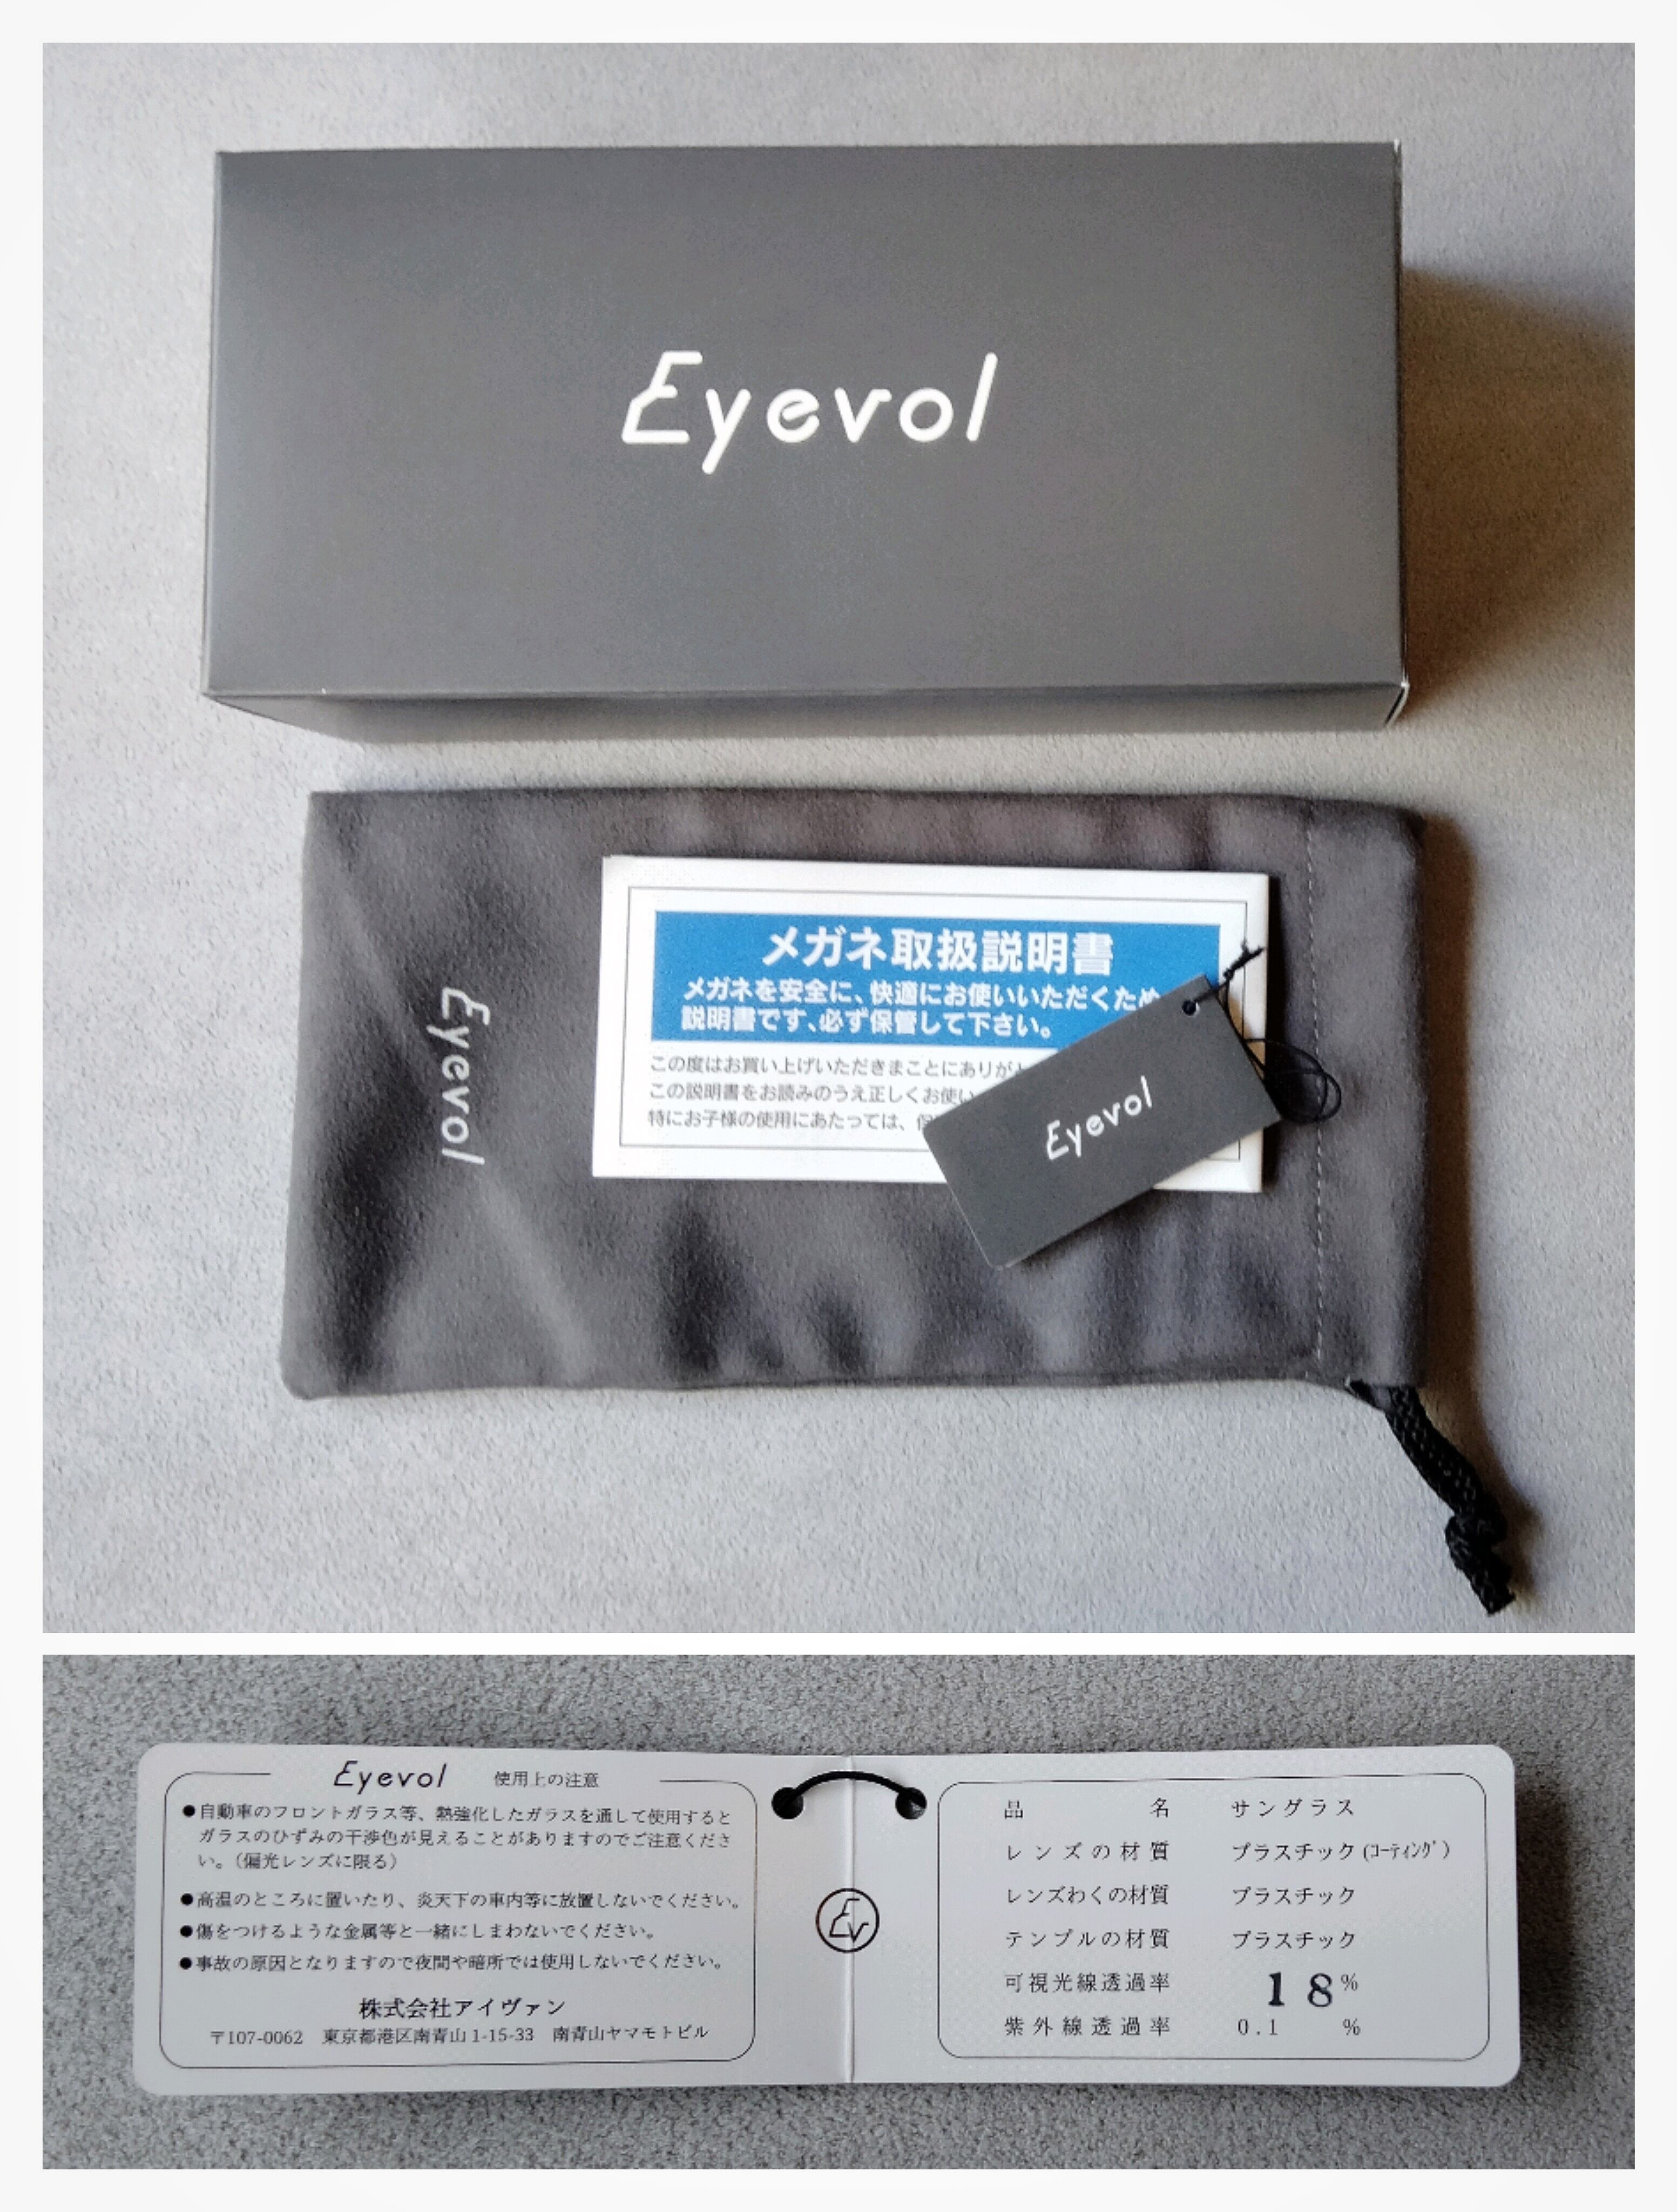 Eyevol
Eyevol
メガネ取扱説明書
メガネを安全に、快適にお使いいただくため
説明書です、必ず保管して下さい。
この度はお買い上げいただきまことにありが
この説明書をお読みのうえ正しくお使い
特にお子様の使用にあたっては、
Eyevol
Eyevol 使用上の注意
●自動車のフロントガラス等、熱強化したガラスを通して使用すると
ガラスのひずみの干渉色が見えることがありますのでご注意くださ
い。(偏光レンズに限る)
●高温のところに置いたり、炎天下の車内等に放置しないでください。
●傷をつけるような金属等と一緒にしまわないでください。
●事故の原因となりますので夜間や暗所では使用しないでください。
株式会社アイヴァン
〒107-0062 東京都港区南青山1-15-33 南青山ヤマモトビル
Ev
品名 サングラス
レンズの材質 プラスチック(ｺｰﾃｨﾝｸﾞ)
レンズわくの材質 プラスチック
テンプルの材質 プラスチック
可視光線透過率 18%
紫外線透過率 0.1 %